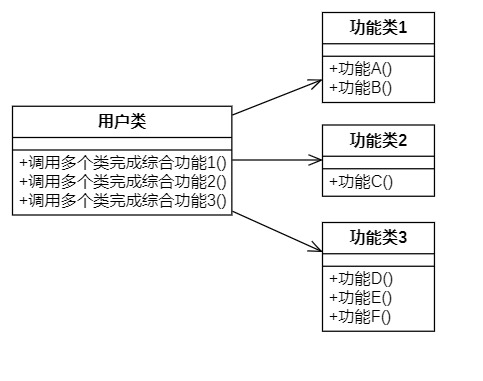 功能类1
+功能A()
+功能B()
用户类
+调用多个类完成综合功能1()
+调用多个类完成综合功能2()
+调用多个类完成综合功能3()
功能类2
+功能C()
功能类3
+功能D()
+功能E()
+功能F()